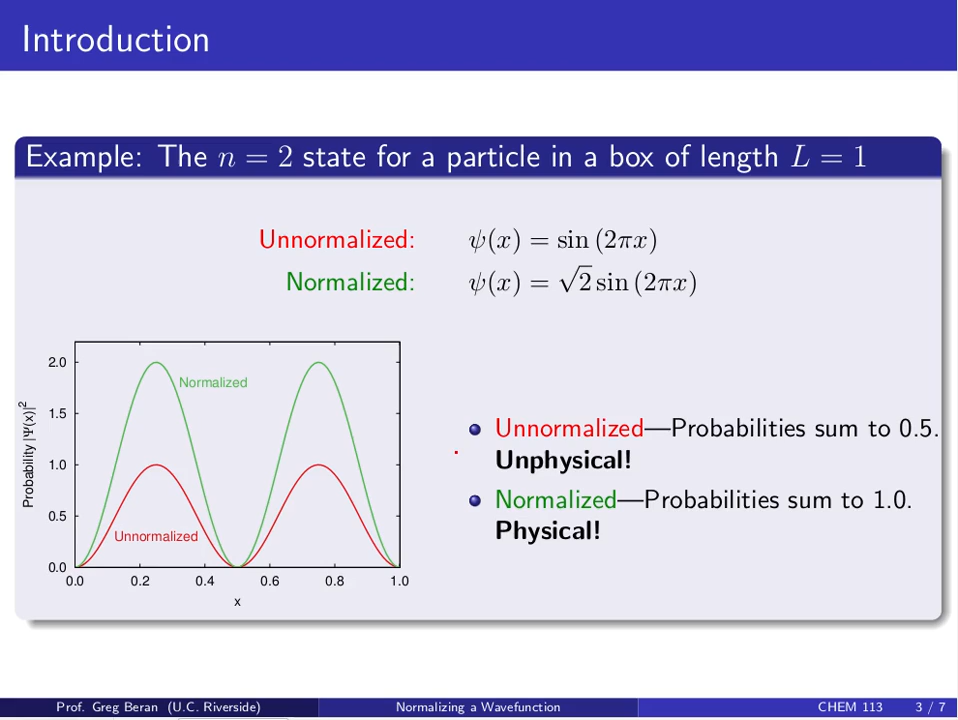 Introduction
Example: The n = 2 state for a particle in a box of length L = 1
Unnormalized: ψ(x) = sin (2πx)
Normalized: ψ(x) = √2 sin (2πx)
2.0
1.5
1.0
0.5
0.0
Probability |Ψ(x)|²
Normalized
Unnormalized
0.0 0.2 0.4 0.6 0.8 1.0
x
Unnormalized—Probabilities sum to 0.5.
Unphysical!
Normalized—Probabilities sum to 1.0.
Physical!
Prof. Greg Beran (U.C. Riverside) Normalizing a Wavefunction CHEM 113 3 / 7